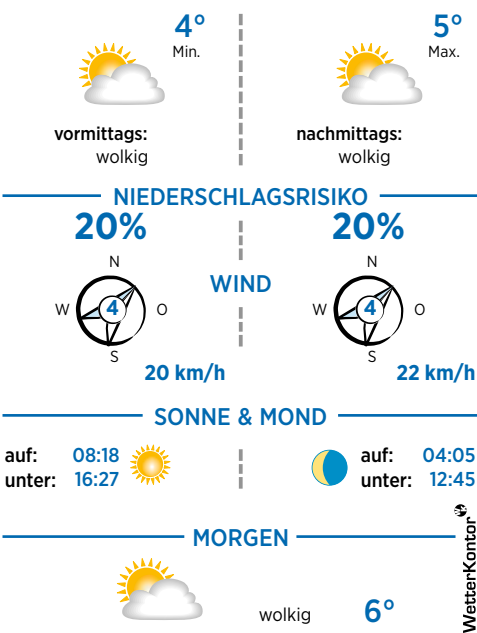 4°
Min.
5°
Max.
vormittags:
wolkig
nachmittags:
wolkig
NIEDERSCHLAGSRISIKO
20%
20%
WIND
N
W 4 O
S
20 km/h
N
W 4 O
S
22 km/h
SONNE & MOND
auf: 08:18
unter: 16:27
auf: 04:05
unter: 12:45
MORGEN
wolkig 6°
WetterKontor